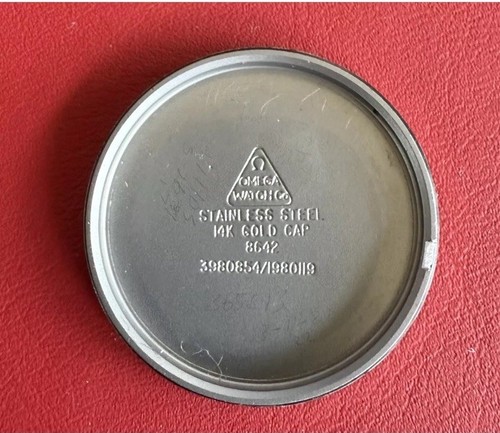 Ω
OMEGA
WATCH Co
STAINLESS STEEL
14K GOLD CAP
8642
3980854/1980119